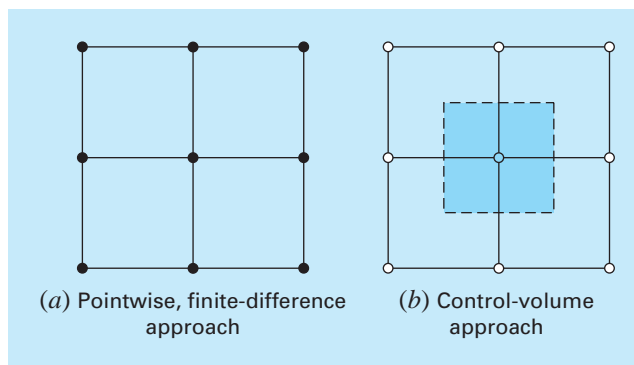 (a) Pointwise, finite-difference
approach
(b) Control-volume
approach